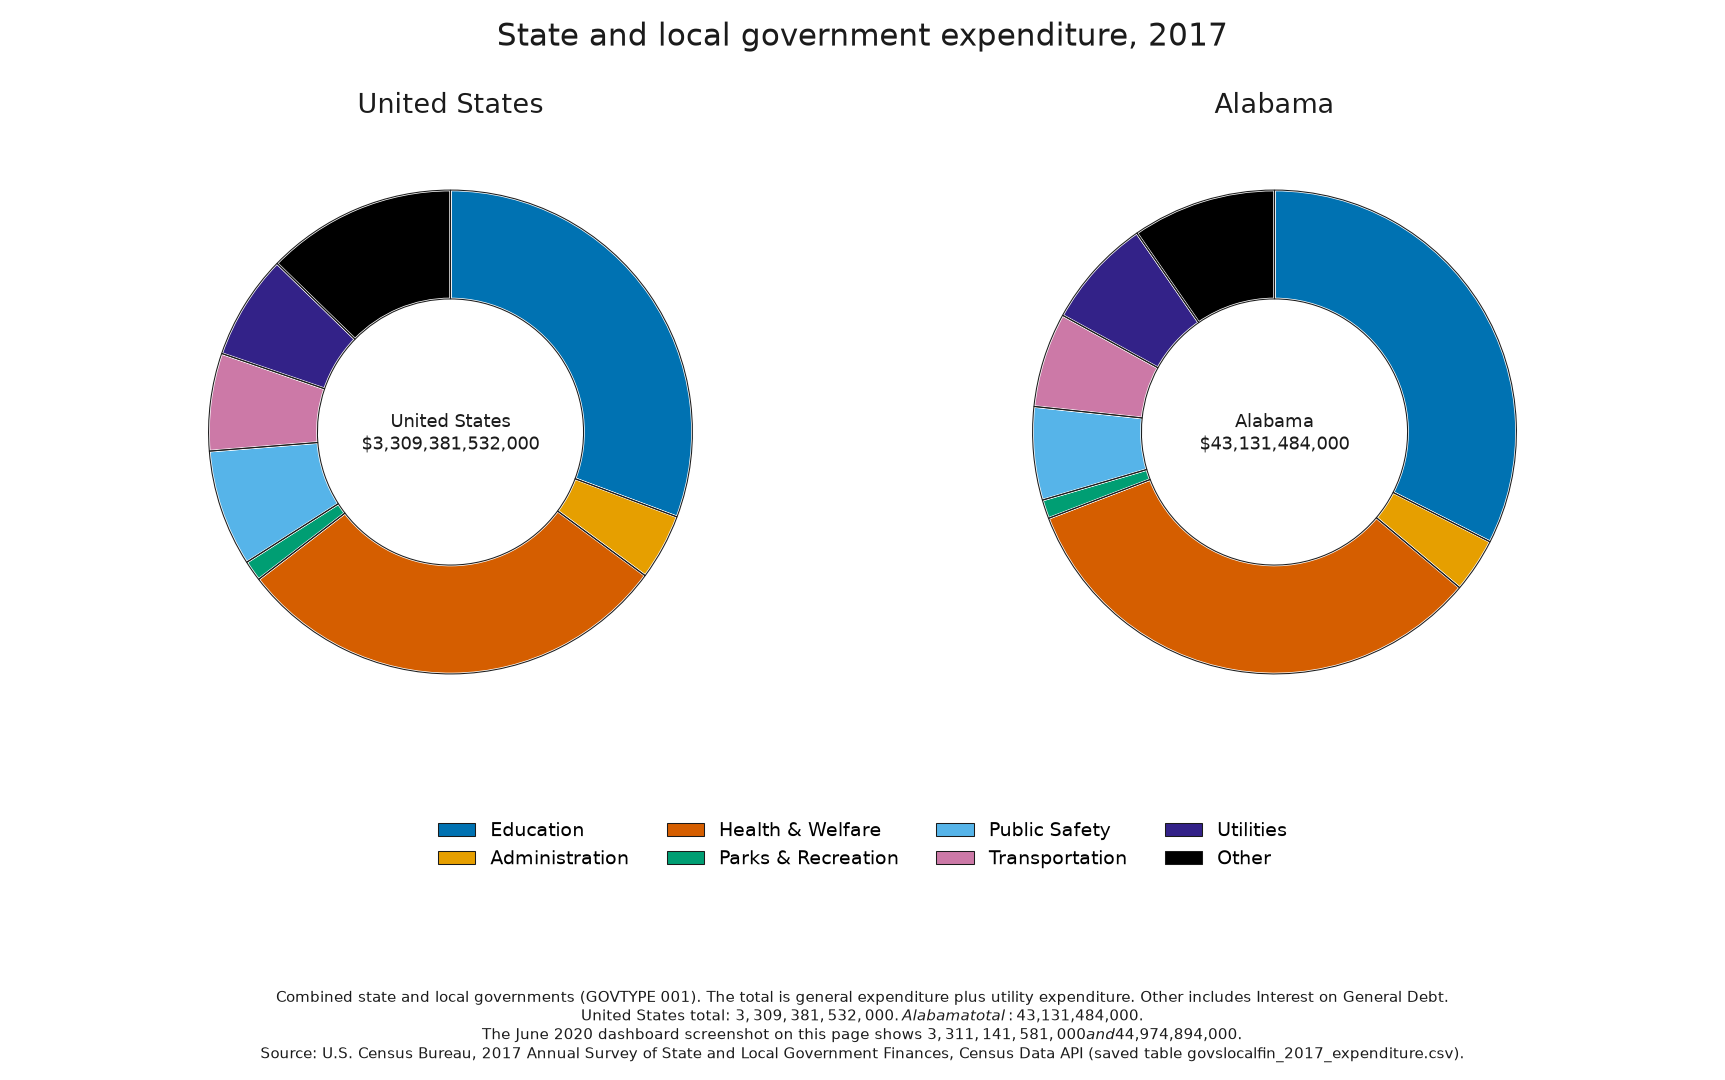 State and local government expenditure, 2017
United States
Alabama
United States
$3,309,381,532,000
Alabama
$43,131,484,000
Education
Health & Welfare
Public Safety
Utilities
Administration
Parks & Recreation
Transportation
Other
Combined state and local governments (GOVTYPE 001). The total is general expenditure plus utility expenditure. Other includes Interest on General Debt.
United States total: 3,309,381,532,000.Alabamatotal:43,131,484,000.
The June 2020 dashboard screenshot on this page shows 3,311,141,581,000and44,974,894,000.
Source: U.S. Census Bureau, 2017 Annual Survey of State and Local Government Finances, Census Data API (saved table govslocalfin_2017_expenditure.csv).